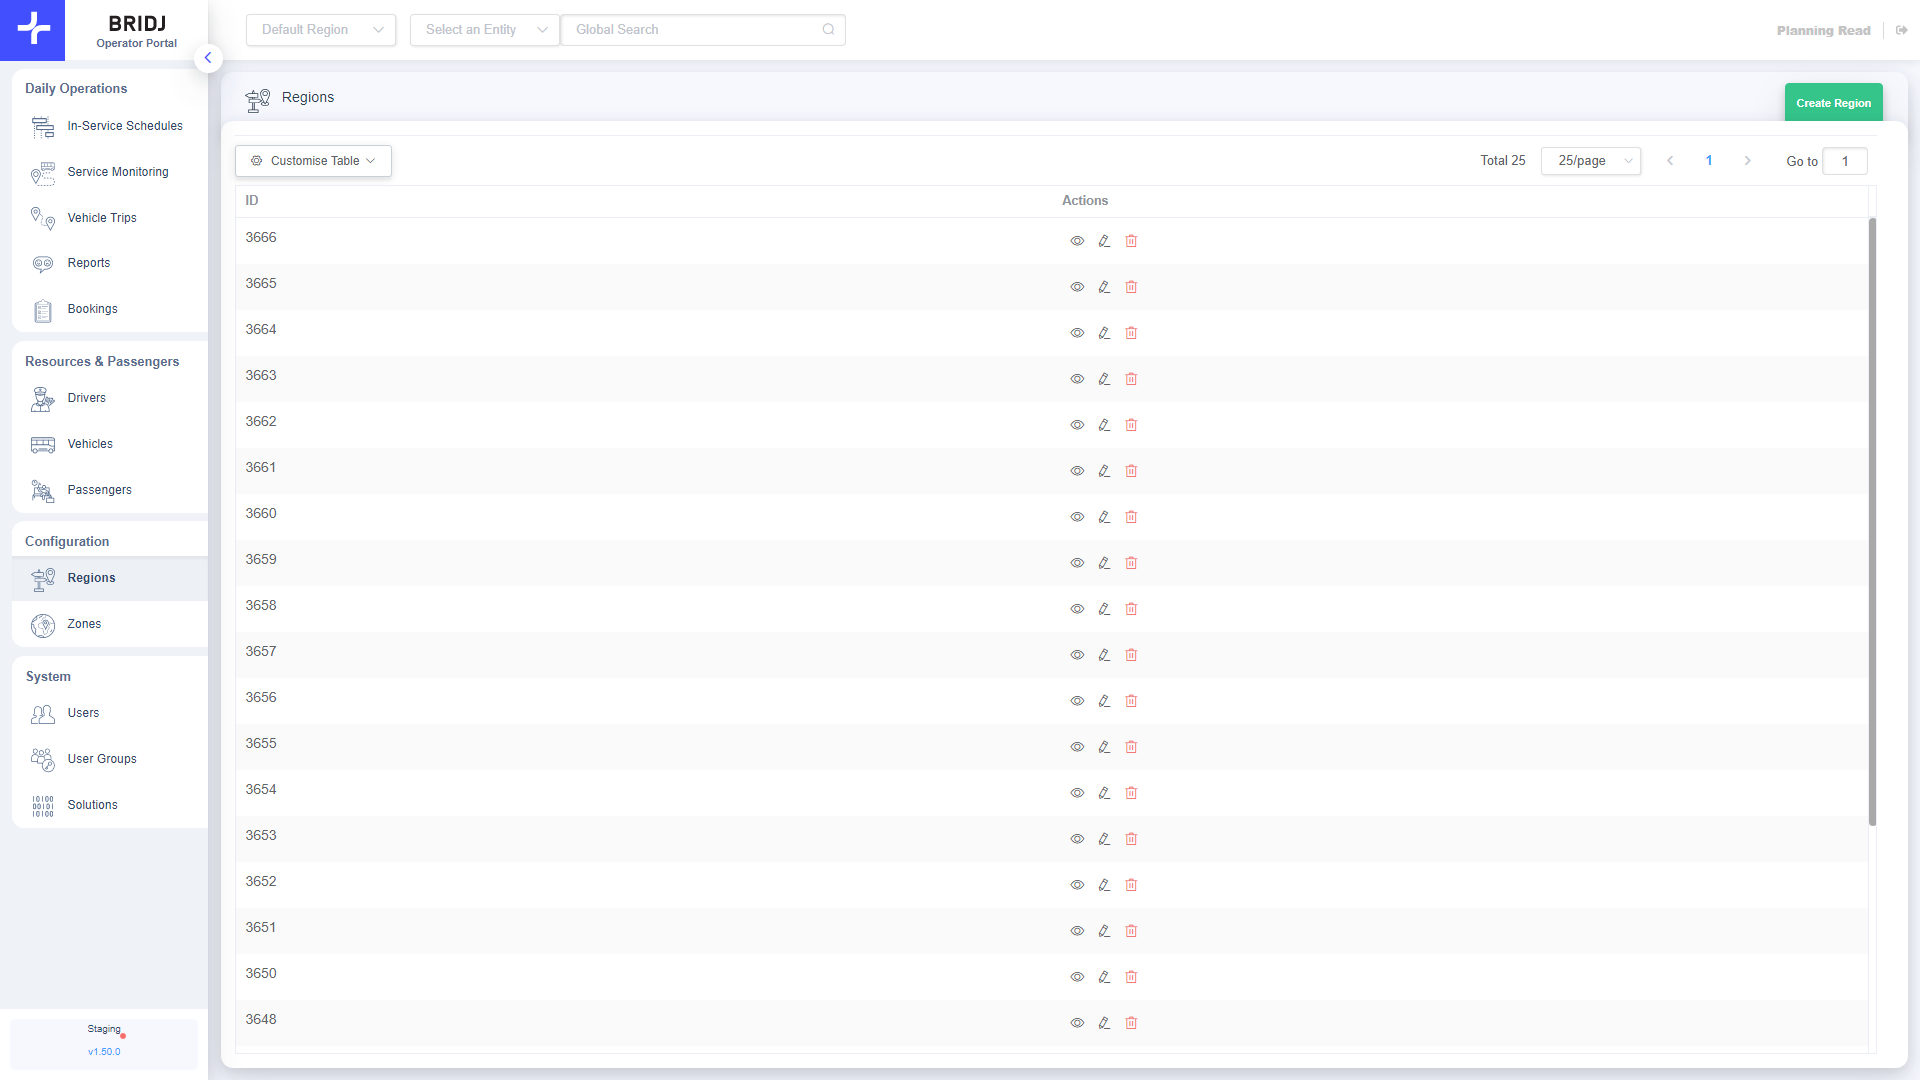 BRIDJ
Operator Portal
Default Region
Select an Entity
Global Search
Planning Read
Daily Operations
In-Service Schedules
Service Monitoring
Vehicle Trips
Reports
Bookings
Resources & Passengers
Drivers
Vehicles
Passengers
Configuration
Regions
Zones
System
Users
User Groups
Solutions
Staging
v1.50.0
Regions
Create Region
Customise Table
Total 25
25/page
1
Go to
1
ID
Actions
3666
3665
3664
3663
3662
3661
3660
3659
3658
3657
3656
3655
3654
3653
3652
3651
3650
3648